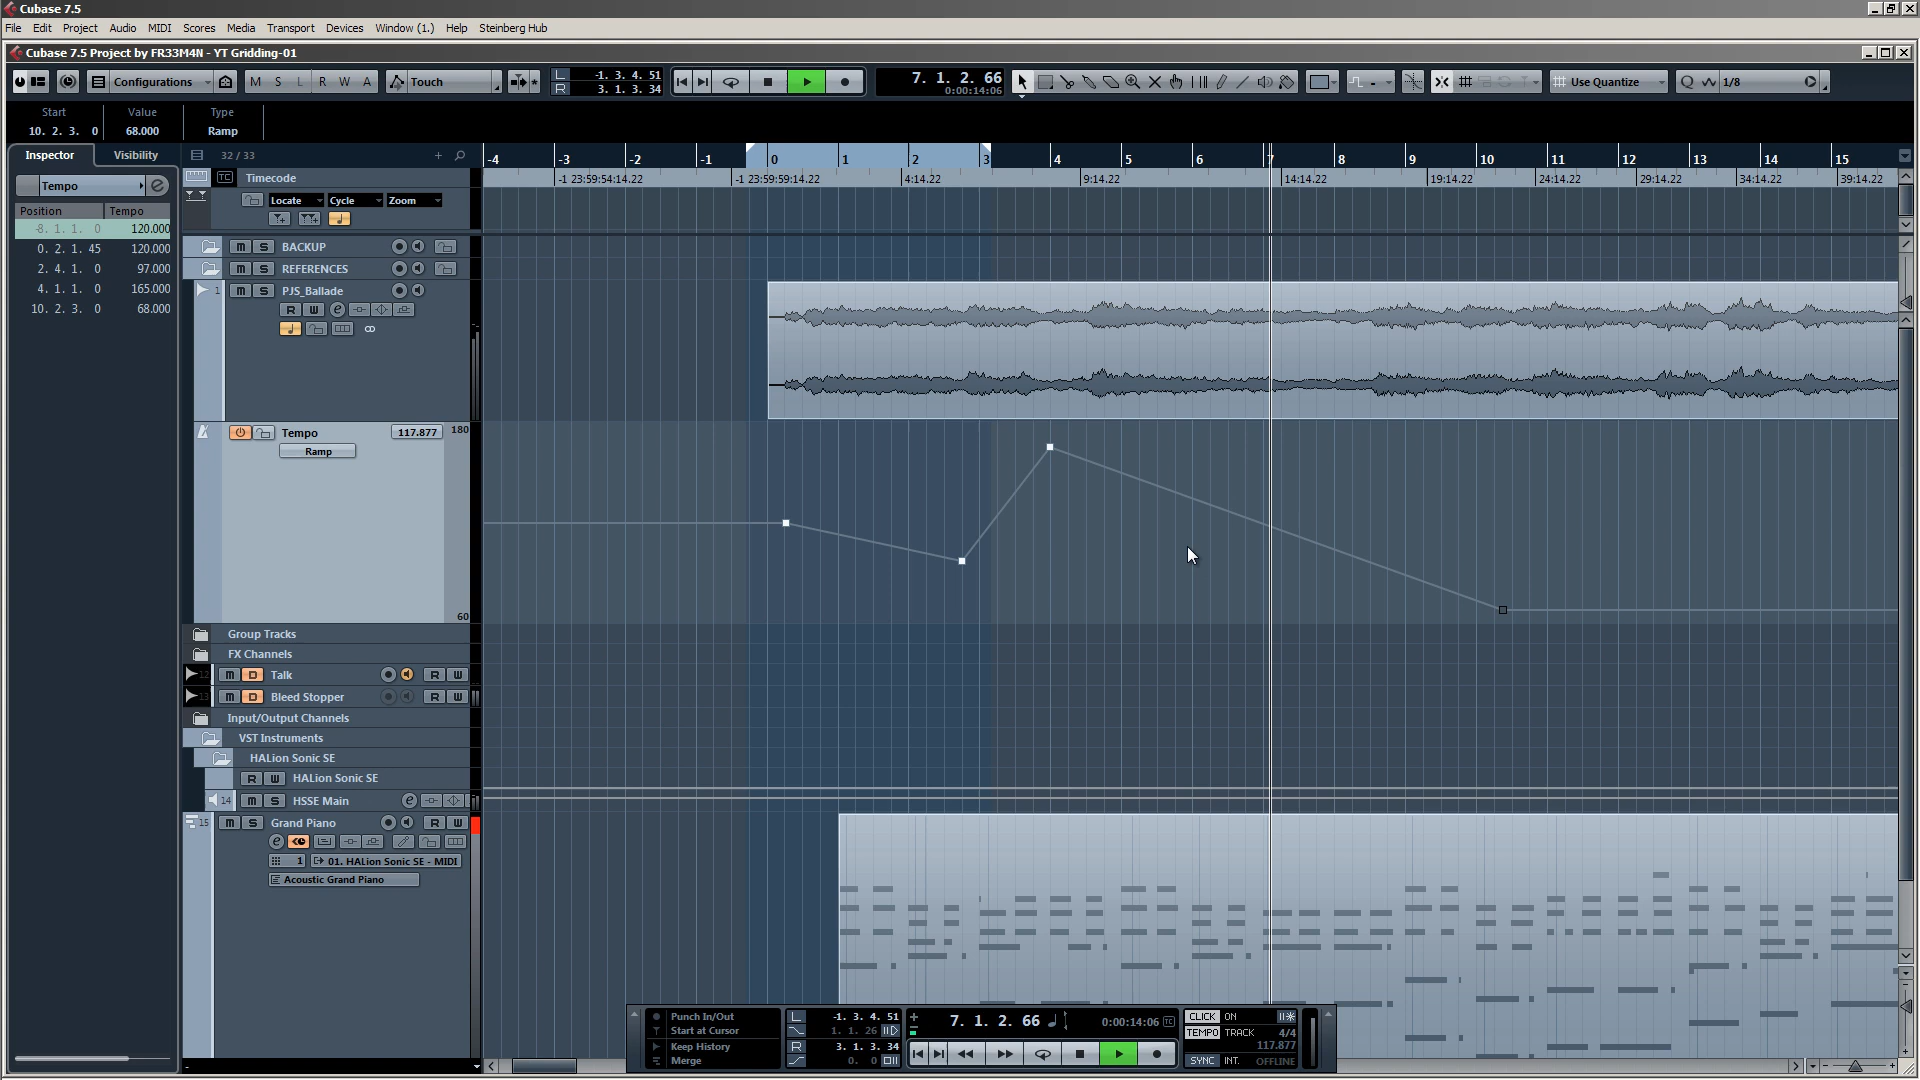 Cubase 7.5
File Edit Project Audio MIDI Scores Media Transport Devices Window (1.) Help Steinberg Hub
Cubase 7.5 Project by FR33M4N - YT Gridding-01
Configurations M S L R W A Touch L -1. 3. 4. 51 7. 1. 2. 66 Use Quantize Q 1/8
R 3. 1. 3. 34 0:00:14:06
Start Value Type
10. 2. 3. 0 68.000 Ramp
Inspector Visibility 32 / 33 -4 -3 -2 -1 0 1 2 3 4 5 6 7 8 9 10 11 12 13 14 15
TC Timecode -1 23:59:54:14.22 -1 23:59:59:14.22 4:14.22 9:14.22 14:14.22 19:14.22 24:14.22 29:14.22 34:14.22 39:14.22
Tempo e
Locate Cycle Zoom
Position Tempo
-8. 1. 1. 0 120.000
0. 2. 1. 45 120.000
2. 4. 1. 0 97.000
4. 1. 1. 0 165.000
10. 2. 3. 0 68.000
m S BACKUP
m S REFERENCES
1 m S PJS_Ballade
R W e
Tempo 117.877 180
Ramp
60
Group Tracks
FX Channels
12 m D Talk R W
13 m D Bleed Stopper R W
Input/Output Channels
VST Instruments
HALion Sonic SE
R W HALion Sonic SE
14 m S HSSE Main e
15 m S Grand Piano R W
e
1 01. HALion Sonic SE - MIDI
Acoustic Grand Piano
Punch In/Out L -1. 3. 4. 51 7. 1. 2. 66 0:00:14:06 TC CLICK ON
Start at Cursor 1. 1. 26 TEMPO TRACK 4/4
Keep History R 3. 1. 3. 34 117.877
Merge 0. 0 SYNC INT. OFFLINE